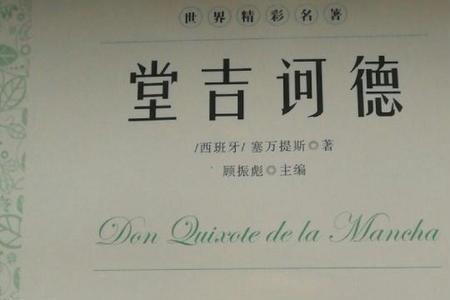 世界精彩名著
堂吉诃德
/西班牙/ 塞万提斯◎著
顾振彪◎主编
Don Quixote de la Mancha